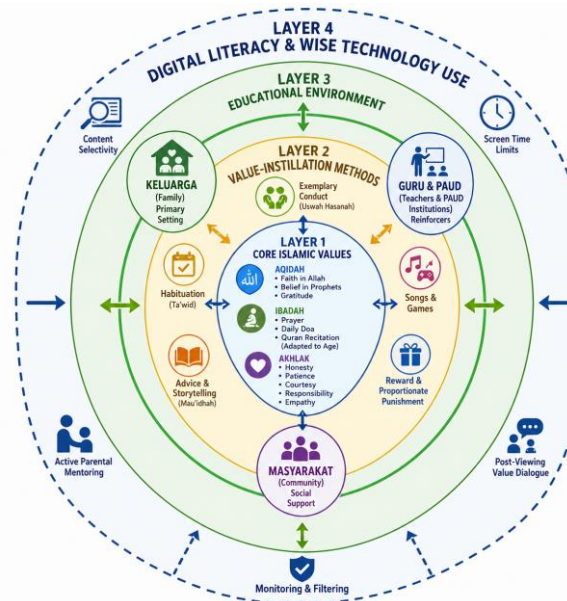 LAYER 4
DIGITAL LITERACY & WISE TECHNOLOGY USE
LAYER 3
EDUCATIONAL ENVIRONMENT
Content
Selectivity
Screen Time
Limits
LAYER 2
VALUE-INSTILLATION METHODS
KELUARGA
(Family)
Primary
Setting
Exemplary
Conduct
(Uswah Hasanah)
GURU & PAUD
(Teachers & PAUD
Institutions)
Reinforcers
LAYER 1
CORE ISLAMIC VALUES
الله
AQIDAH
• Faith in Allah
• Belief in Prophets
• Gratitude
IBADAH
• Prayer
• Daily Doa
• Quran Recitation
(Adapted to Age)
AKHLAK
• Honesty
• Patience
• Courtesy
• Responsibility
• Empathy
Habituation
(Ta'wid)
Songs &
Games
Advice &
Storytelling
(Mau'idhah)
Reward &
Proportionate
Punishment
MASYARAKAT
(Community)
Social
Support
Active Parental
Mentoring
Post-Viewing
Value Dialogue
Monitoring & Filtering